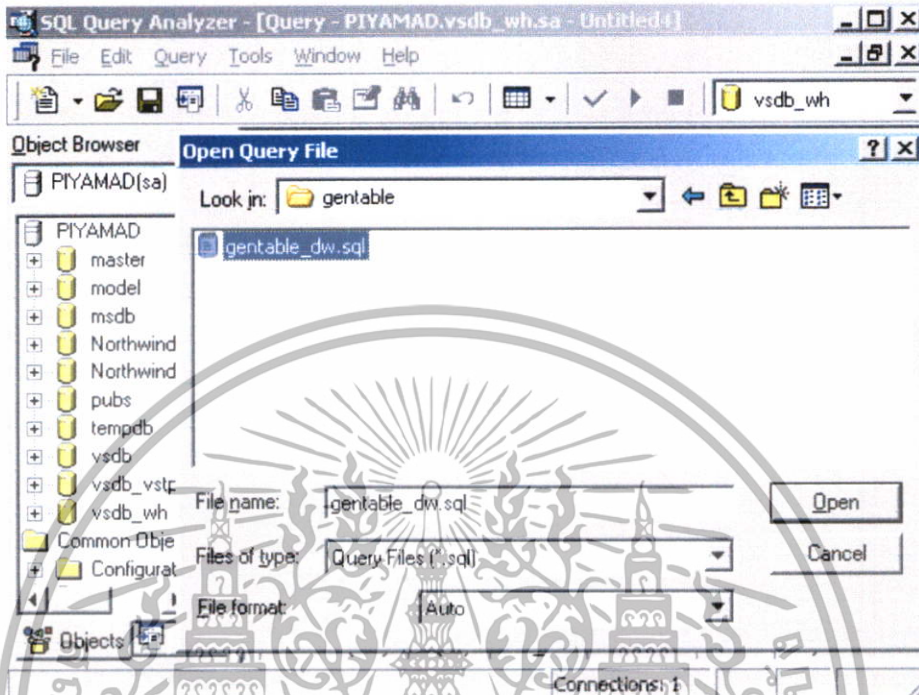 SQL Query Analyzer - [Query - PIYAMAD.vsdb_wh.sa - Untitled4]
File Edit Query Tools Window Help
vsdb_wh
Object Browser
Open Query File
PIYAMAD(sa)
Look in: gentable
PIYAMAD
gentable_dw.sql
master
model
msdb
Northwind
Northwind
pubs
tempdb
vsdb
vsdb_vstr
vsdb_wh
File name: gentable_dw.sql Open
Common Obje
Files of type: Query Files (*.sql) Cancel
Configurat
File format: Auto
Objects
Connections: 1